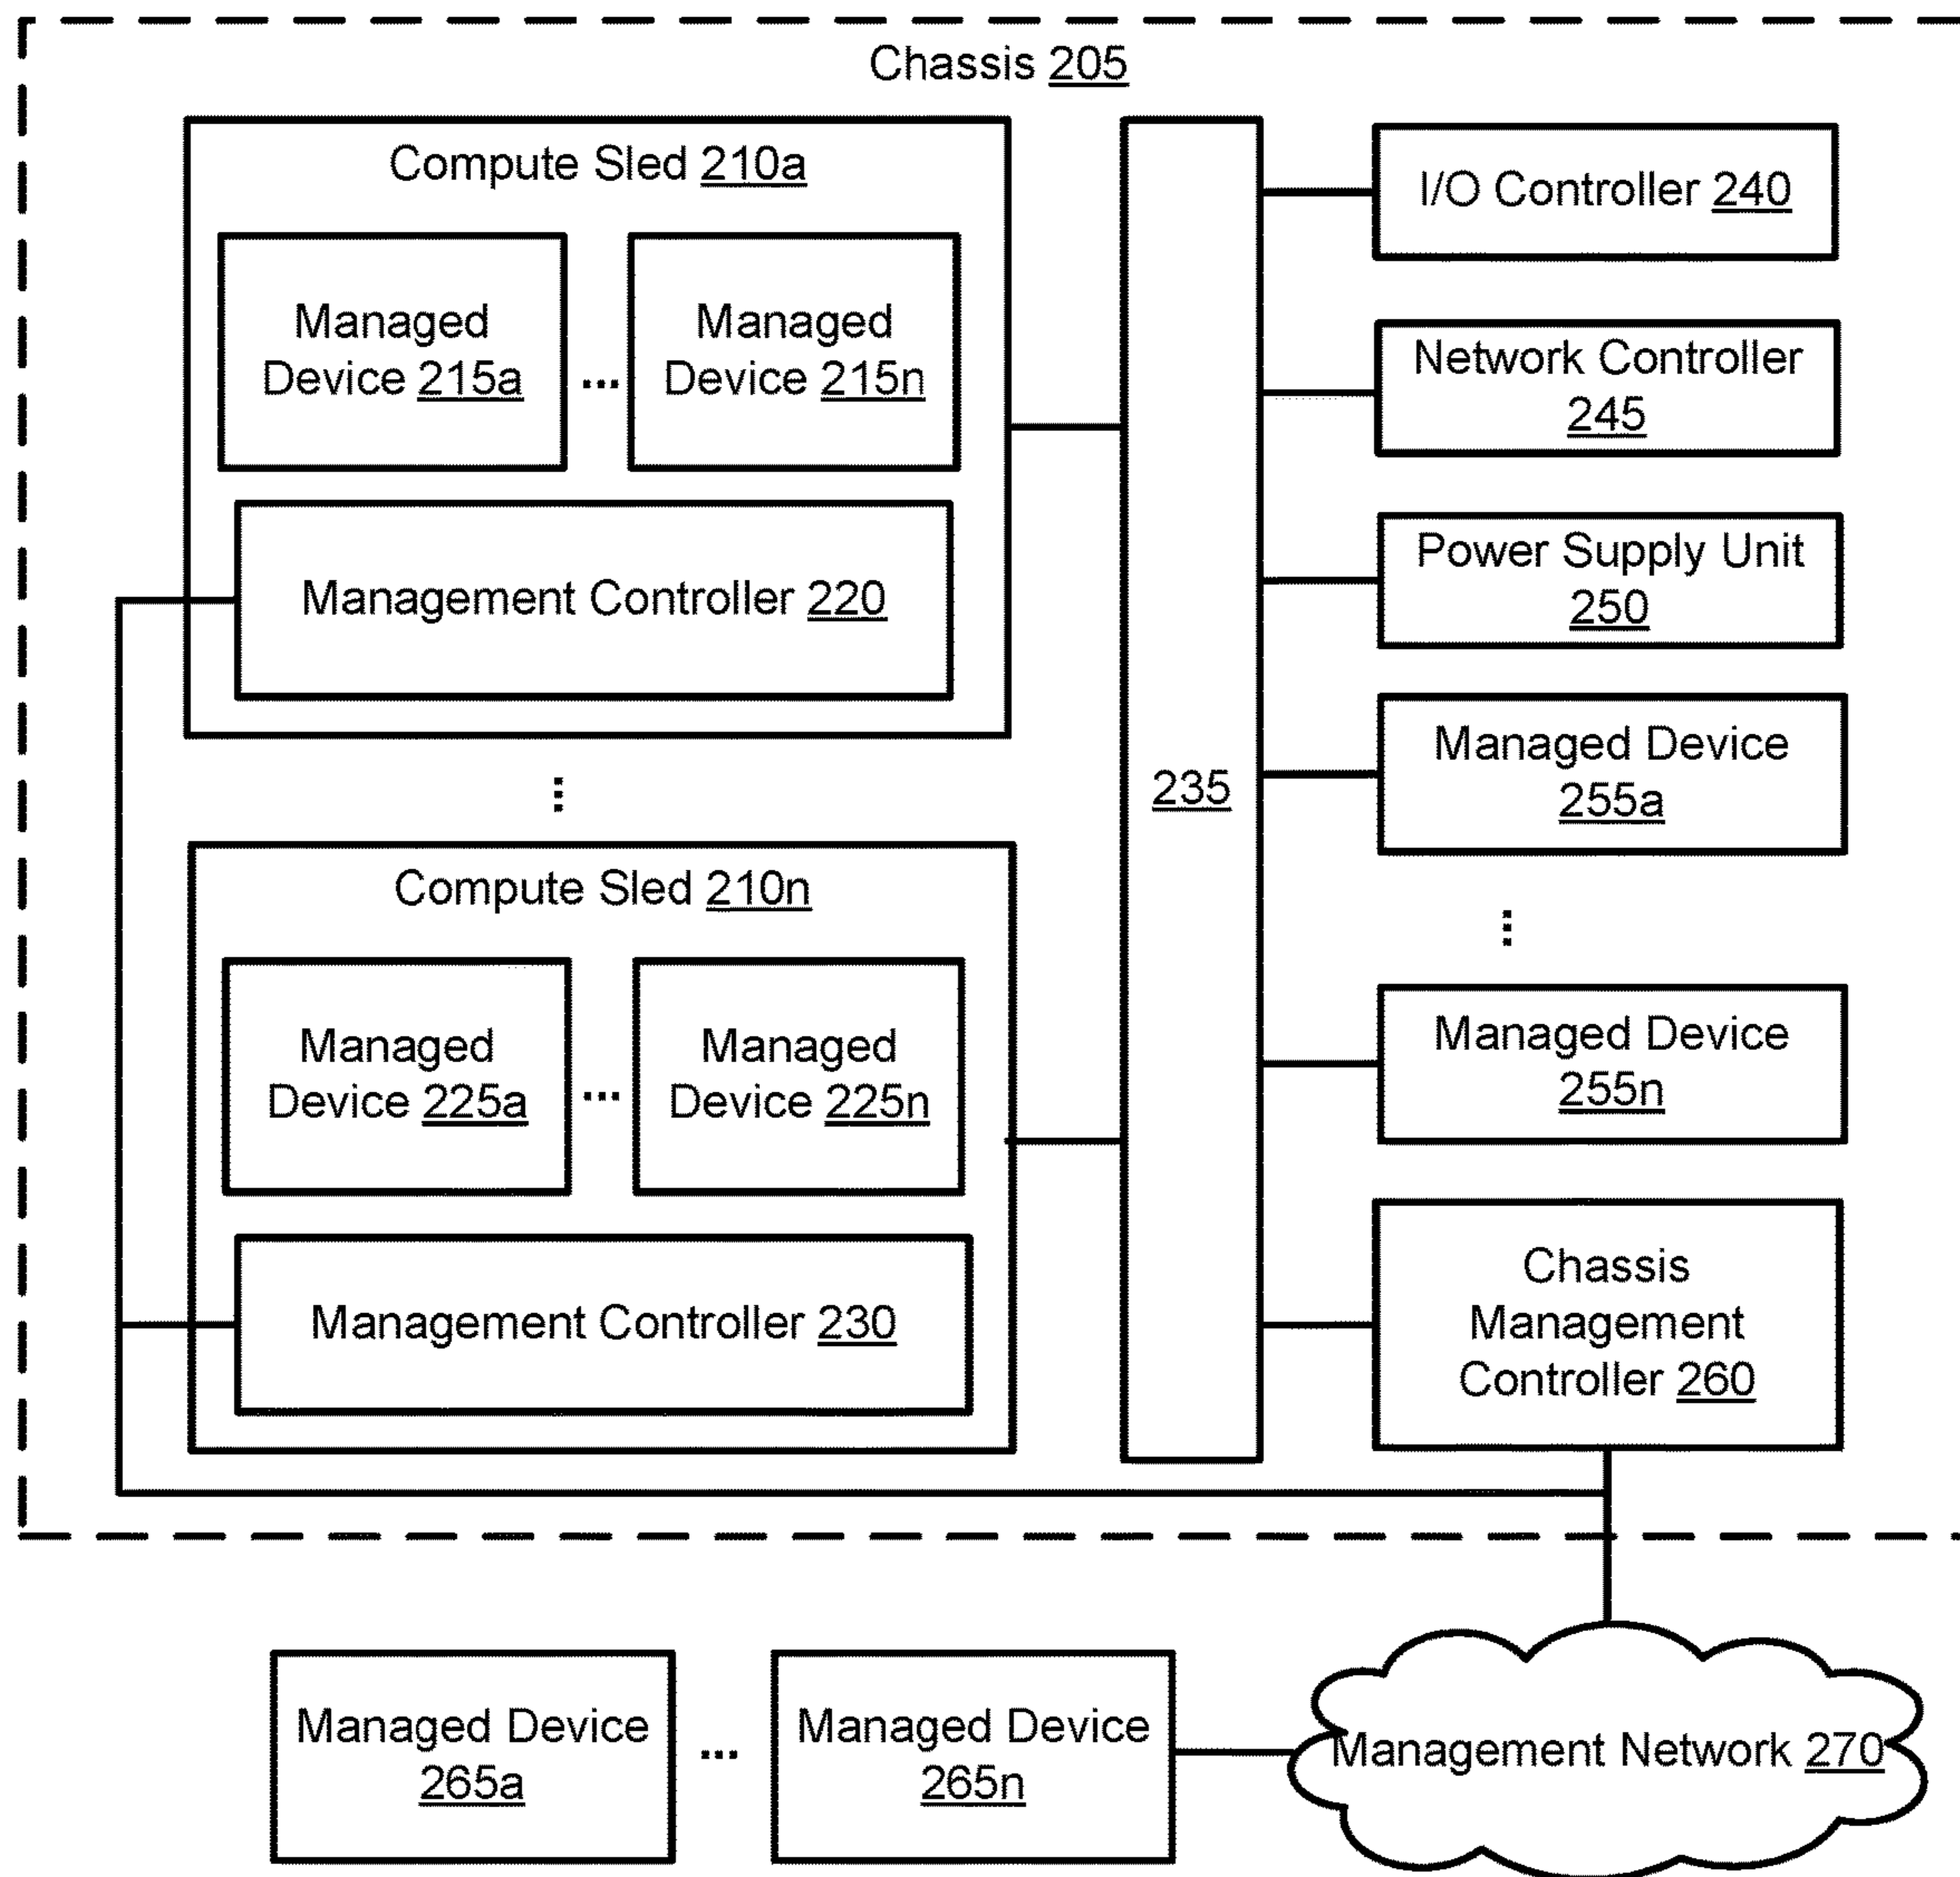 Chassis 205
Compute Sled 210a
Managed
Device 215a
...
Managed
Device 215n
Management Controller 220
...
Compute Sled 210n
Managed
Device 225a
...
Managed
Device 225n
Management Controller 230
235
I/O Controller 240
Network Controller
245
Power Supply Unit
250
Managed Device
255a
...
Managed Device
255n
Chassis
Management
Controller 260
Managed Device
265a
...
Managed Device
265n
Management Network 270